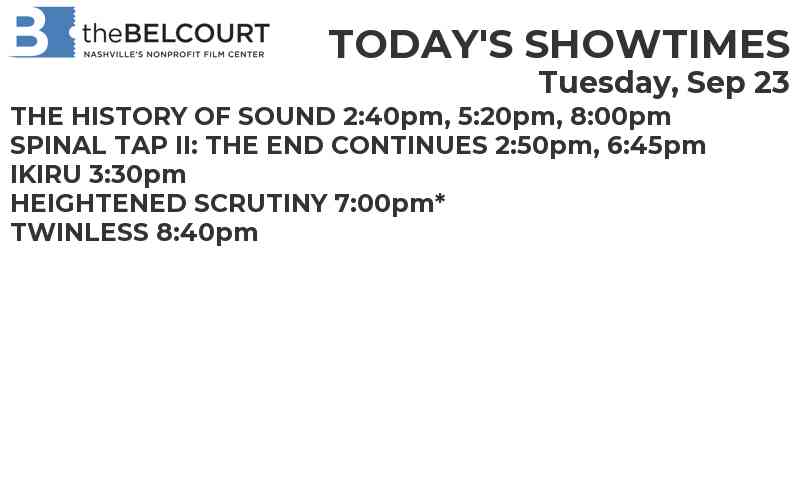 B theBELCOURT
NASHVILLE'S NONPROFIT FILM CENTER
TODAY'S SHOWTIMES
Tuesday, Sep 23
THE HISTORY OF SOUND 2:40pm, 5:20pm, 8:00pm
SPINAL TAP II: THE END CONTINUES 2:50pm, 6:45pm
IKIRU 3:30pm
HEIGHTENED SCRUTINY 7:00pm*
TWINLESS 8:40pm